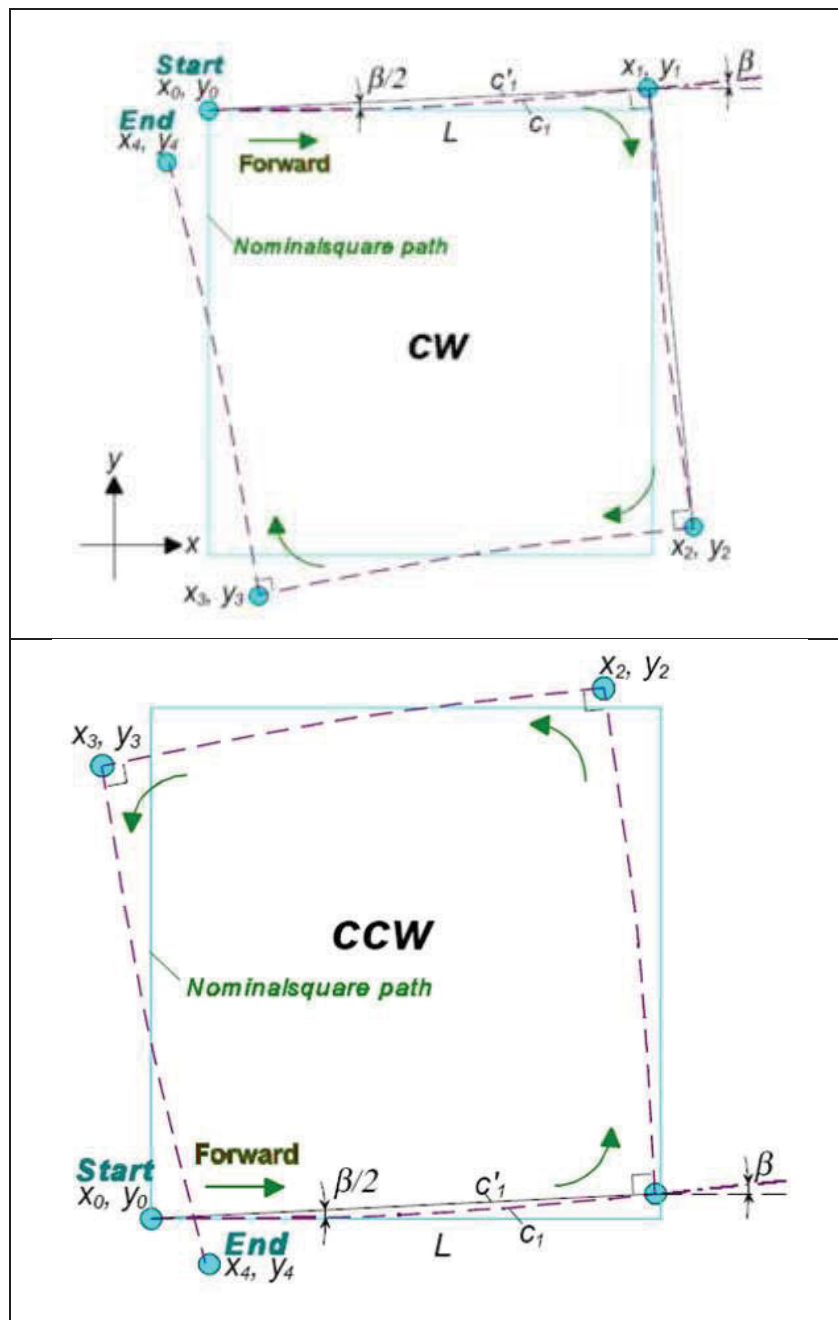 Start
x0, y0
β/2
c'1
x1, y1
β
End
x4, y4
L
c1
Forward
Nominalsquare path
CW
y
x
x2, y2
x3, y3
x2, y2
x3, y3
CCW
Nominalsquare path
Start
Forward
x0, y0
β/2
c'1
β
End
L
c1
x4, y4